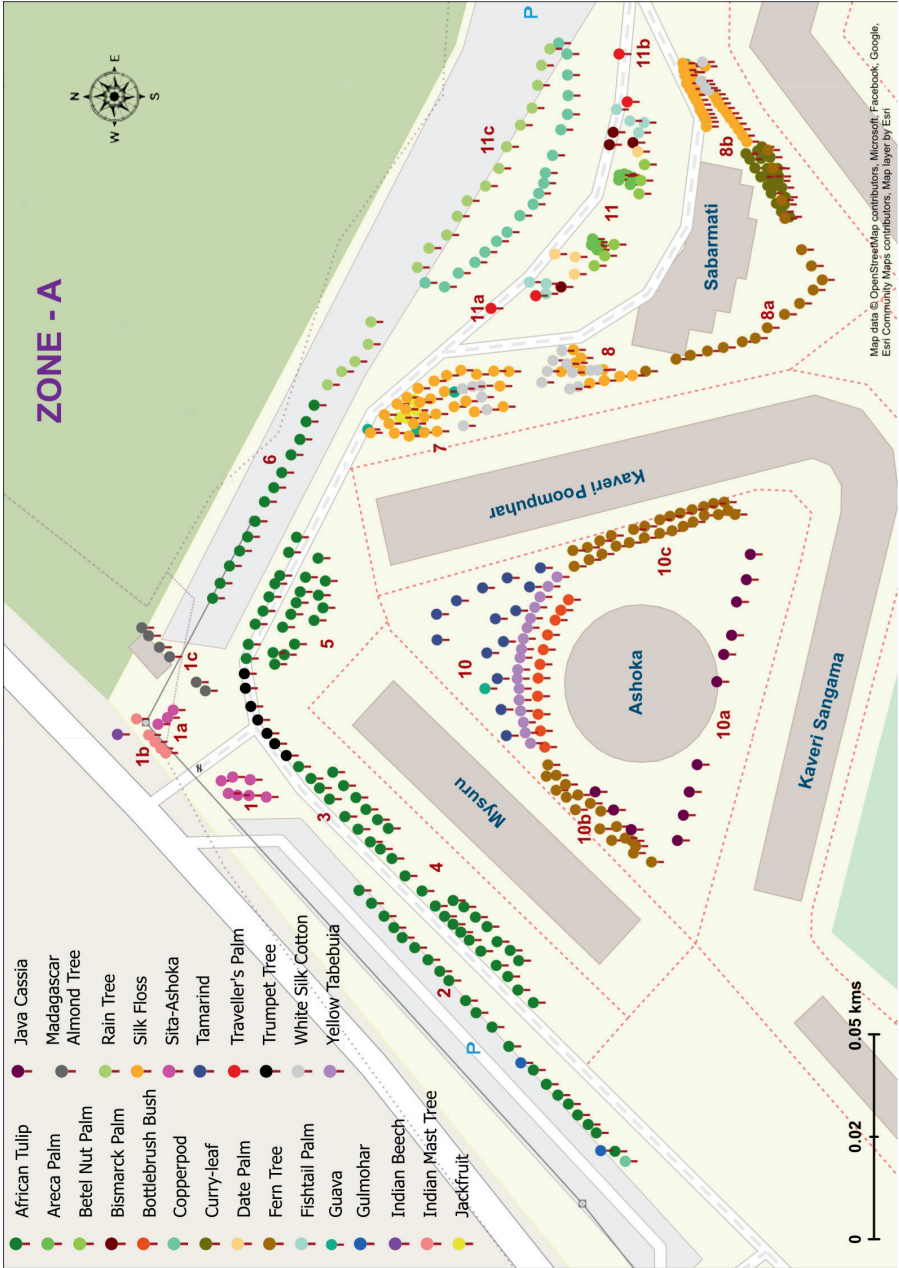 ZONE - A
N
E
S
W
African Tulip
Areca Palm
Betel Nut Palm
Bismarck Palm
Bottlebrush Bush
Copperpod
Curry-leaf
Date Palm
Fern Tree
Fishtail Palm
Guava
Gulmohar
Indian Beech
Indian Mast Tree
Jackfruit
Java Cassia
Madagascar
Almond Tree
Rain Tree
Silk Floss
Sita-Ashoka
Tamarind
Traveller's Palm
Trumpet Tree
White Silk Cotton
Yellow Tabebuia
1
1a
1b
1c
2
3
4
5
6
7
8
8a
8b
10
10a
10b
10c
11
11a
11b
11c
P
P
Mysuru
Ashoka
Kaveri Poompuhar
Kaveri Sangama
Sabarmati
0
0.02
0.05 kms
Map data © OpenStreetMap contributors, Microsoft, Facebook, Google,
Esri Community Maps contributors, Map layer by Esri